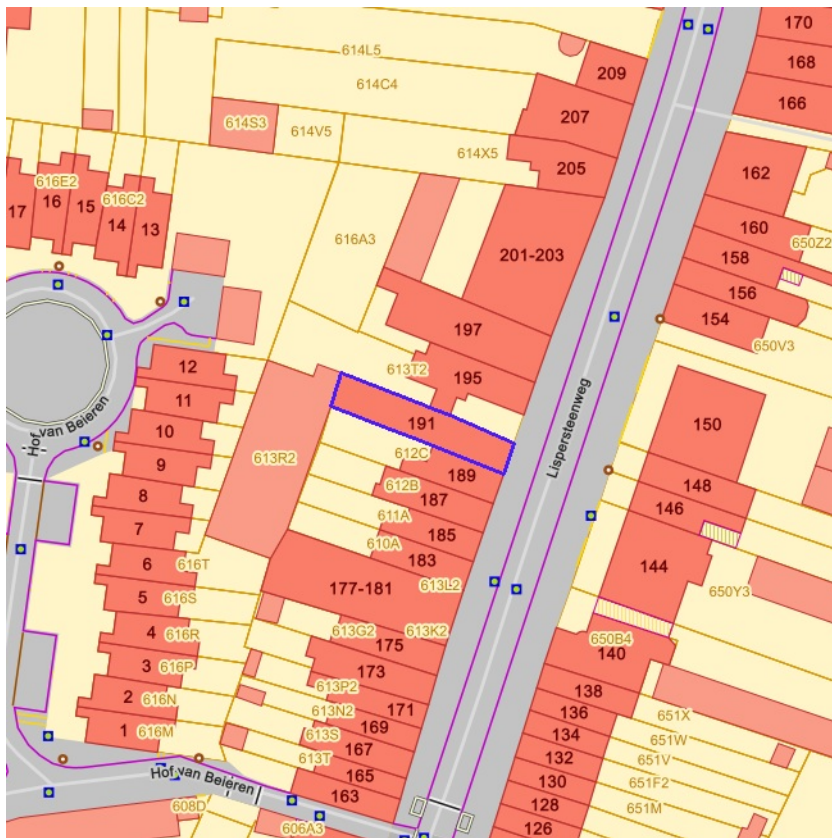 170
168
166
209
614L5
614C4
207
614S3
614V5
614X5
205
162
616E2
616C2
17
16
15
14
13
616A3
201-203
160
650Z2
158
156
154
650V3
197
195
613T2
12
11
10
9
8
7
6
5
4
3
2
1
Hof van Beieren
613R2
191
612C
189
612B
187
611A
185
610A
183
613L2
177-181
Lispersteenweg
150
148
146
144
650Y3
650B4
140
616T
616S
616R
616P
616N
616M
613G2
613K2
175
173
613P2
171
613N2
169
613S
167
613T
165
163
138
136
134
132
130
128
126
651X
651W
651V
651F2
651M
Hof van Beieren
608D
606A3